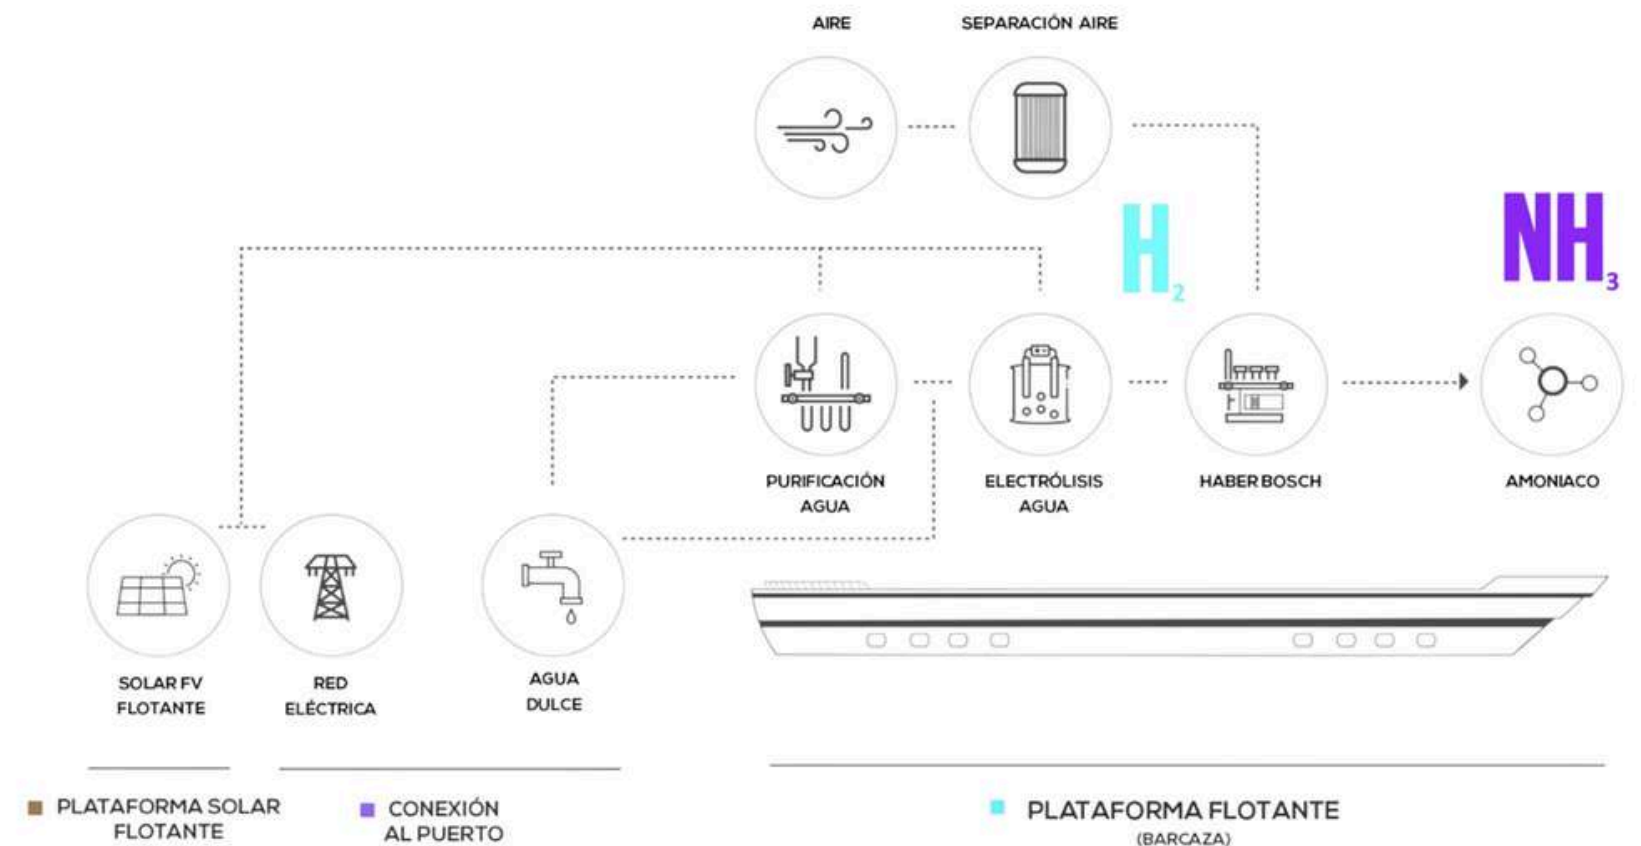 AIRE
SEPARACIÓN AIRE
H2
NH3
PURIFICACIÓN
AGUA
ELECTRÓLISIS
AGUA
HABER BOSCH
AMONIACO
SOLAR FV
FLOTANTE
RED
ELÉCTRICA
AGUA
DULCE
PLATAFORMA SOLAR
FLOTANTE
CONEXIÓN
AL PUERTO
PLATAFORMA FLOTANTE
(BARCAZA)